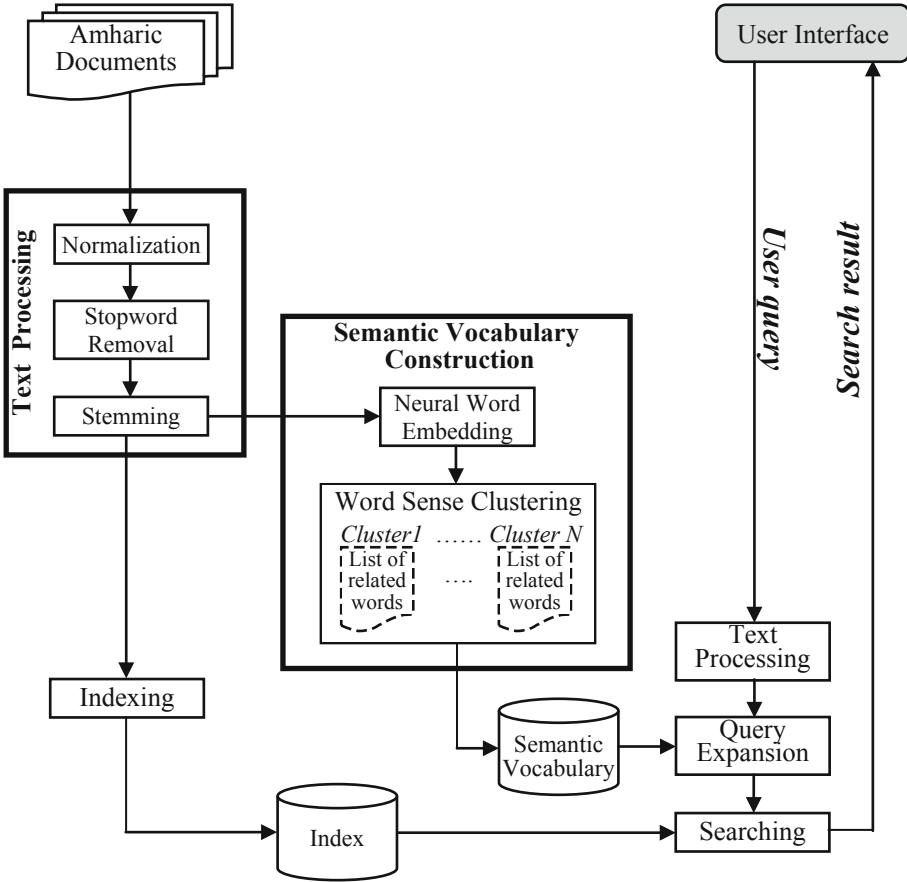 Amharic
Documents
User Interface
Text Processing
Normalization
Stopword
Removal
Stemming
Semantic Vocabulary
Construction
Neural Word
Embedding
Word Sense Clustering
Cluster1 ...... Cluster N
List of
related
words
....
List of
related
words
User query
Search result
Text
Processing
Indexing
Semantic
Vocabulary
Query
Expansion
Index
Searching